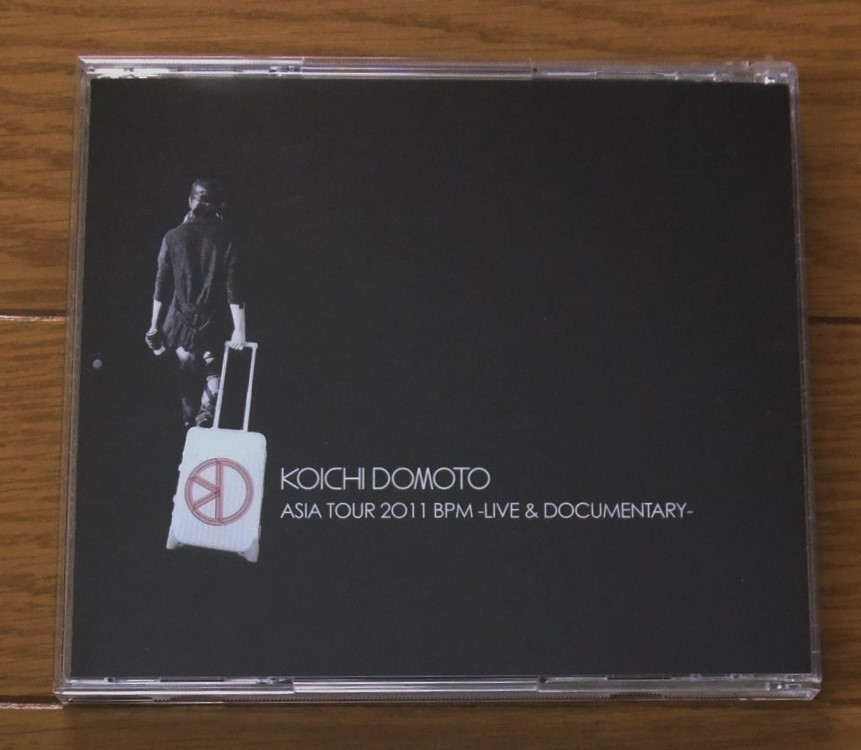 KOICHI DOMOTO
ASIA TOUR 2011 BPM -LIVE & DOCUMENTARY-